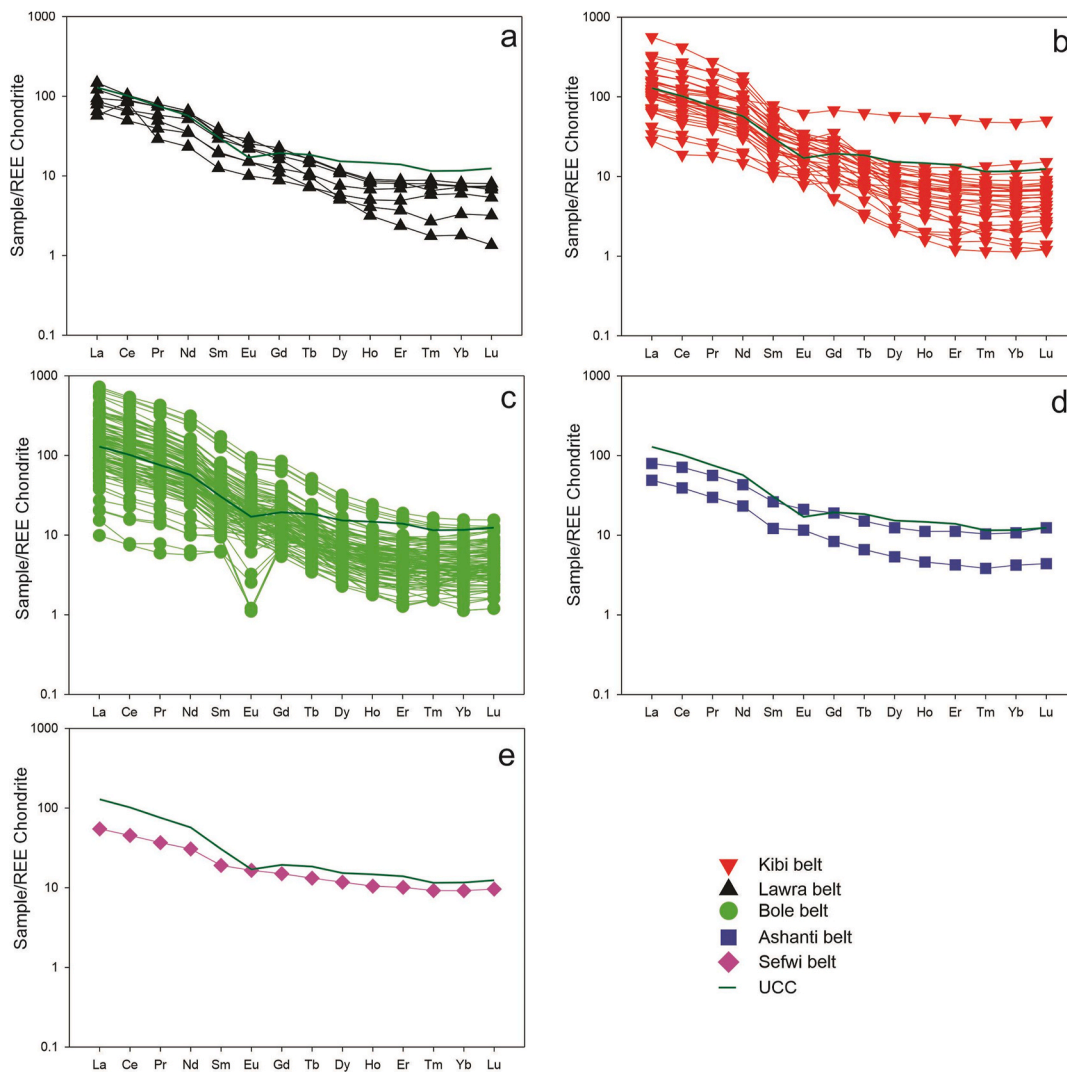 a
1000
100
10
1
0.1
Sample/REE Chondrite
La Ce Pr Nd Sm Eu Gd Tb Dy Ho Er Tm Yb Lu
b
1000
100
10
1
0.1
Sample/REE Chondrite
La Ce Pr Nd Sm Eu Gd Tb Dy Ho Er Tm Yb Lu
c
1000
100
10
1
0.1
Sample/REE Chondrite
La Ce Pr Nd Sm Eu Gd Tb Dy Ho Er Tm Yb Lu
d
1000
100
10
1
0.1
Sample/REE Chondrite
La Ce Pr Nd Sm Eu Gd Tb Dy Ho Er Tm Yb Lu
e
1000
100
10
1
0.1
Sample/REE Chondrite
La Ce Pr Nd Sm Eu Gd Tb Dy Ho Er Tm Yb Lu
Kibi belt
Lawra belt
Bole belt
Ashanti belt
Sefwi belt
UCC